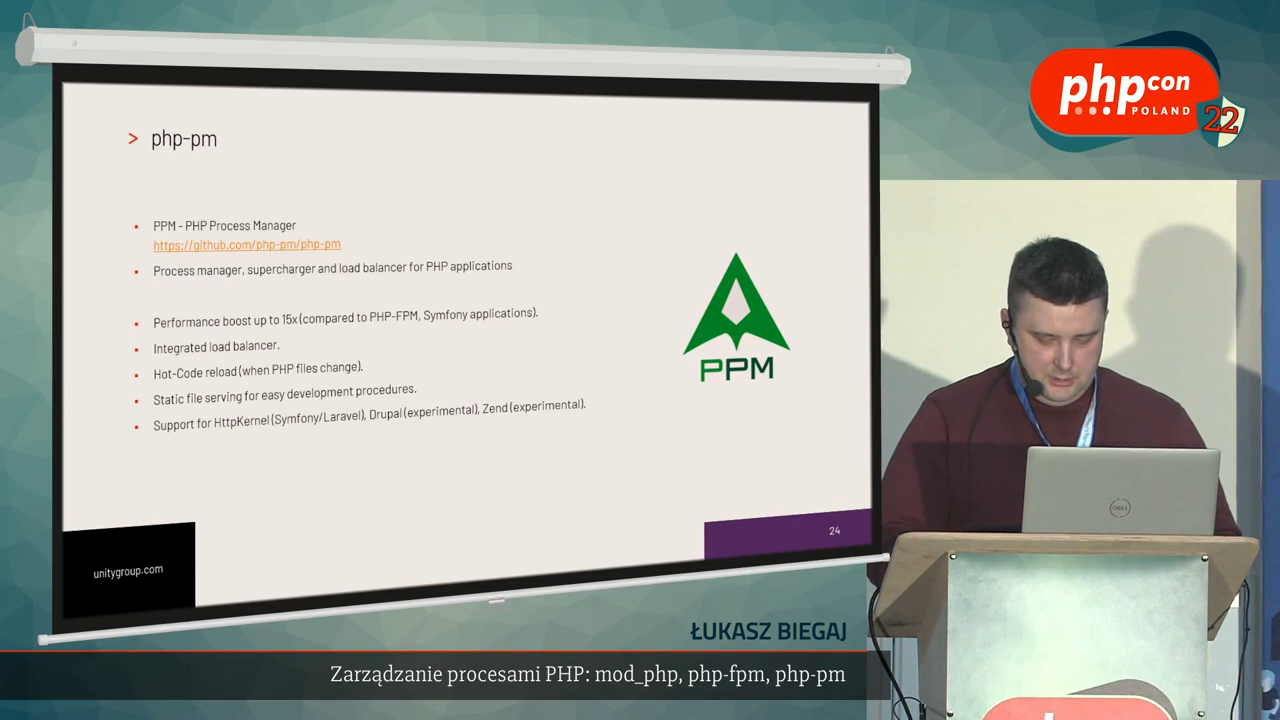 > php-pm
PPM - PHP Process Manager
https://github.com/php-pm/php-pm
Process manager, supercharger and load balancer for PHP applications
Performance boost up to 15x (compared to PHP-FPM, Symfony applications).
Integrated load balancer.
Hot-Code reload (when PHP files change).
Static file serving for easy development procedures.
Support for HttpKernel (Symfony/Laravel), Drupal (experimental), Zend (experimental).
PPM
unitygroup.com
24
phpcon
POLAND
22
DELL
ŁUKASZ BIEGAJ
Zarządzanie procesami PHP: mod_php, php-fpm, php-pm